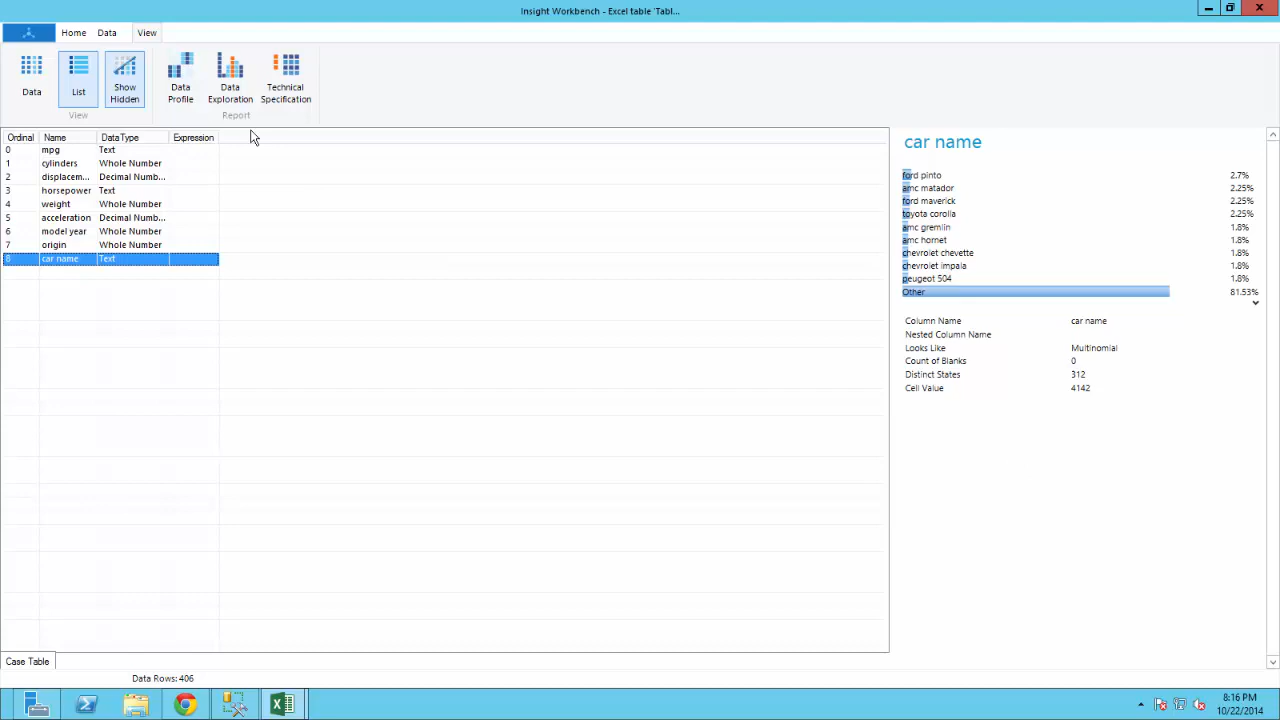 Insight Workbench - Excel table 'Tabl...
Home Data View
Data List Show Hidden Data Profile Data Exploration Technical Specification
View Report
Ordinal Name DataType Expression
0 mpg Text
1 cylinders Whole Number
2 displacem... Decimal Numb...
3 horsepower Text
4 weight Whole Number
5 acceleration Decimal Numb...
6 model year Whole Number
7 origin Whole Number
8 car name Text
car name
ford pinto 2.7%
amc matador 2.25%
ford maverick 2.25%
toyota corolla 2.25%
amc gremlin 1.8%
amc hornet 1.8%
chevrolet chevette 1.8%
chevrolet impala 1.8%
peugeot 504 1.8%
Other 81.53%
Column Name car name
Nested Column Name
Looks Like Multinomial
Count of Blanks 0
Distinct States 312
Cell Value 4142
Case Table
Data Rows: 406
8:16 PM
10/22/2014